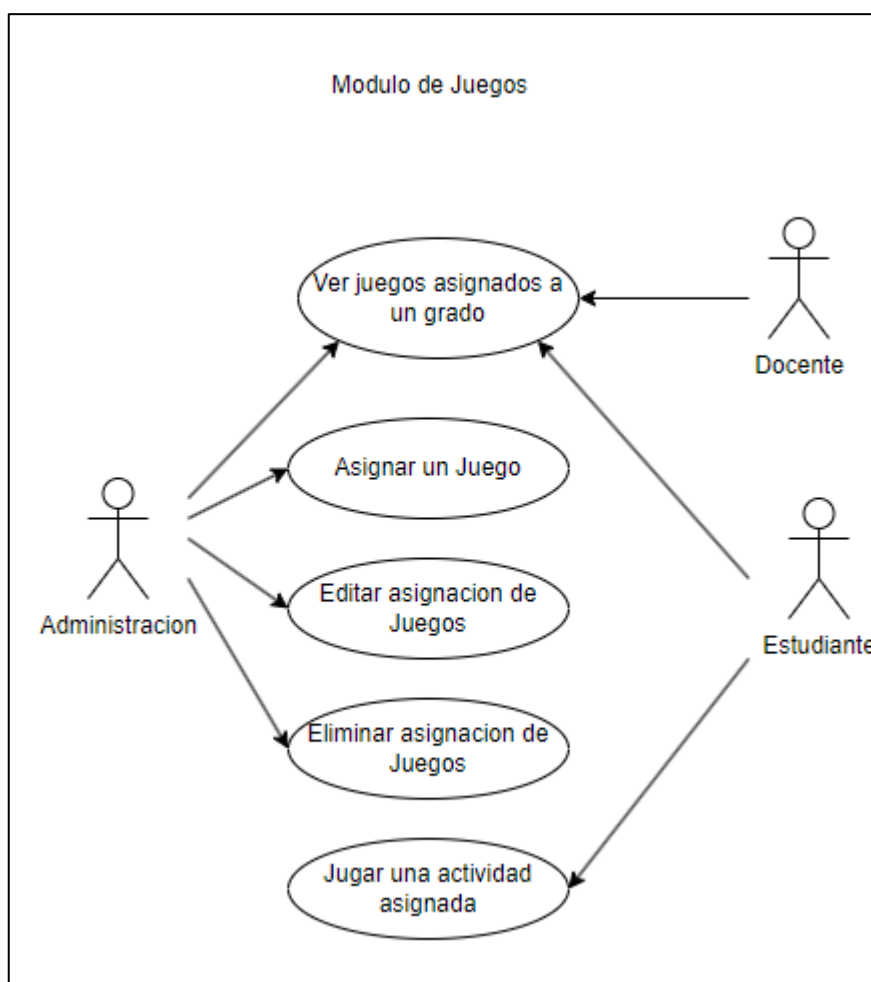 Modulo de Juegos
Ver juegos asignados a
un grado
Docente
Asignar un Juego
Administracion
Editar asignacion de
Juegos
Estudiante
Eliminar asignacion de
Juegos
Jugar una actividad
asignada